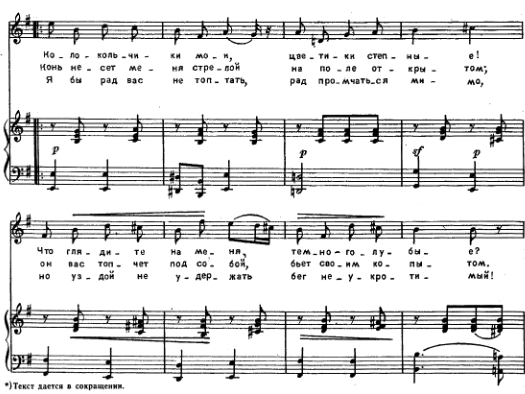 Ко-ло-коль-чи-ки мо-и, цве-ти-ки степ-ны-е!
Конь не-сет ме-ня стре-лой на по-ле от-кры-том;
Я бы рад вас не топ-тать, рад про-мчать-ся ми-мо,
p p sf p
Что гля-ди-те на ме-ня, тем-но-го-лу-бы-е?
он вас топ-чет под со-бой, бьет сво-им ко-пы-том.
но уз-дой не у-дер-жать бег не-у-кро-ти-мый!
*) Текст дается в сокращении.